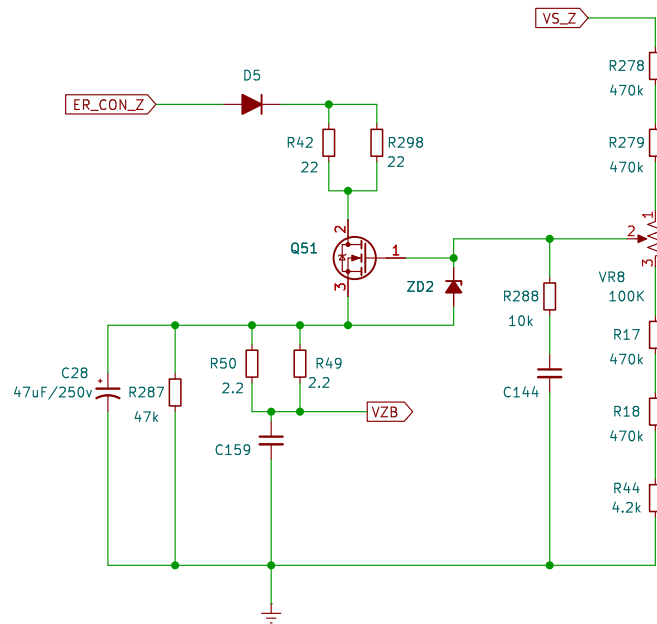 VS_Z
R278
470k
D5
ER_CON_Z
R42
22
R298
22
R279
470k
Q51
2
1
3
ZD2
1
2
3
VR8
100K
R288
10k
R17
470k
C28
47uF/250v
R287
47k
R50
2.2
R49
2.2
VZB
C144
R18
470k
C159
R44
4.2k